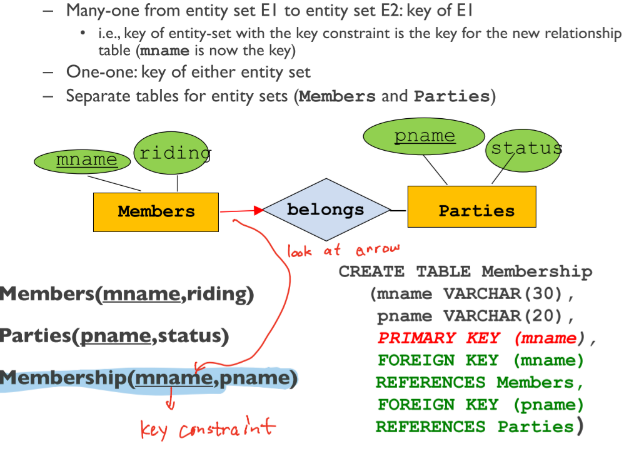 – Many-one from entity set E1 to entity set E2: key of E1
• i.e., key of entity-set with the key constraint is the key for the new relationship
table (mname is now the key)
– One-one: key of either entity set
– Separate tables for entity sets (Members and Parties)
mname
riding
pname
status
Members
belongs
Parties
look at arrow
Members(mname,riding)
Parties(pname,status)
Membership(mname,pname)
key constraint
CREATE TABLE Membership
(mname VARCHAR(30),
pname VARCHAR(20),
PRIMARY KEY (mname),
FOREIGN KEY (mname)
REFERENCES Members,
FOREIGN KEY (pname)
REFERENCES Parties)